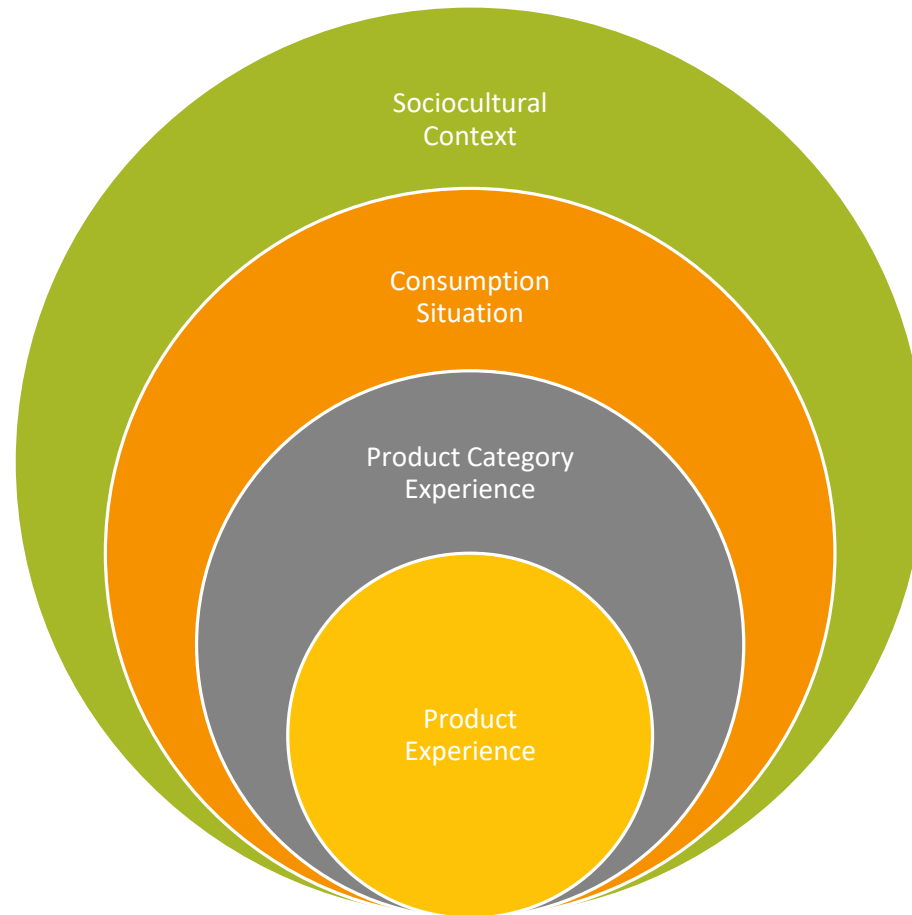 Sociocultural
Context
Consumption
Situation
Product Category
Experience
Product
Experience